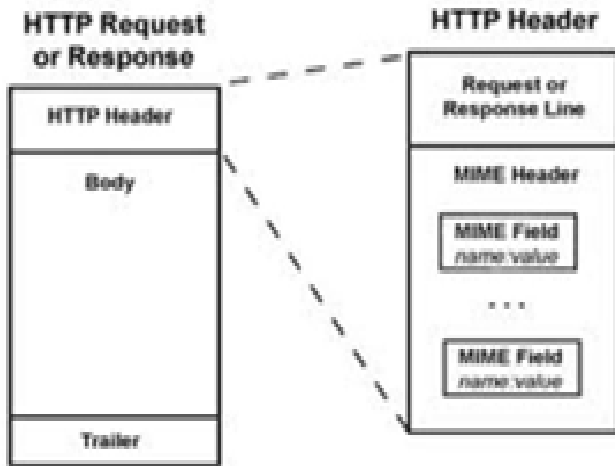 HTTP Request
or Response
HTTP Header
Body
Trailer
HTTP Header
Request or
Response Line
MIME Header
MIME Field
name:value
...
MIME Field
name:value